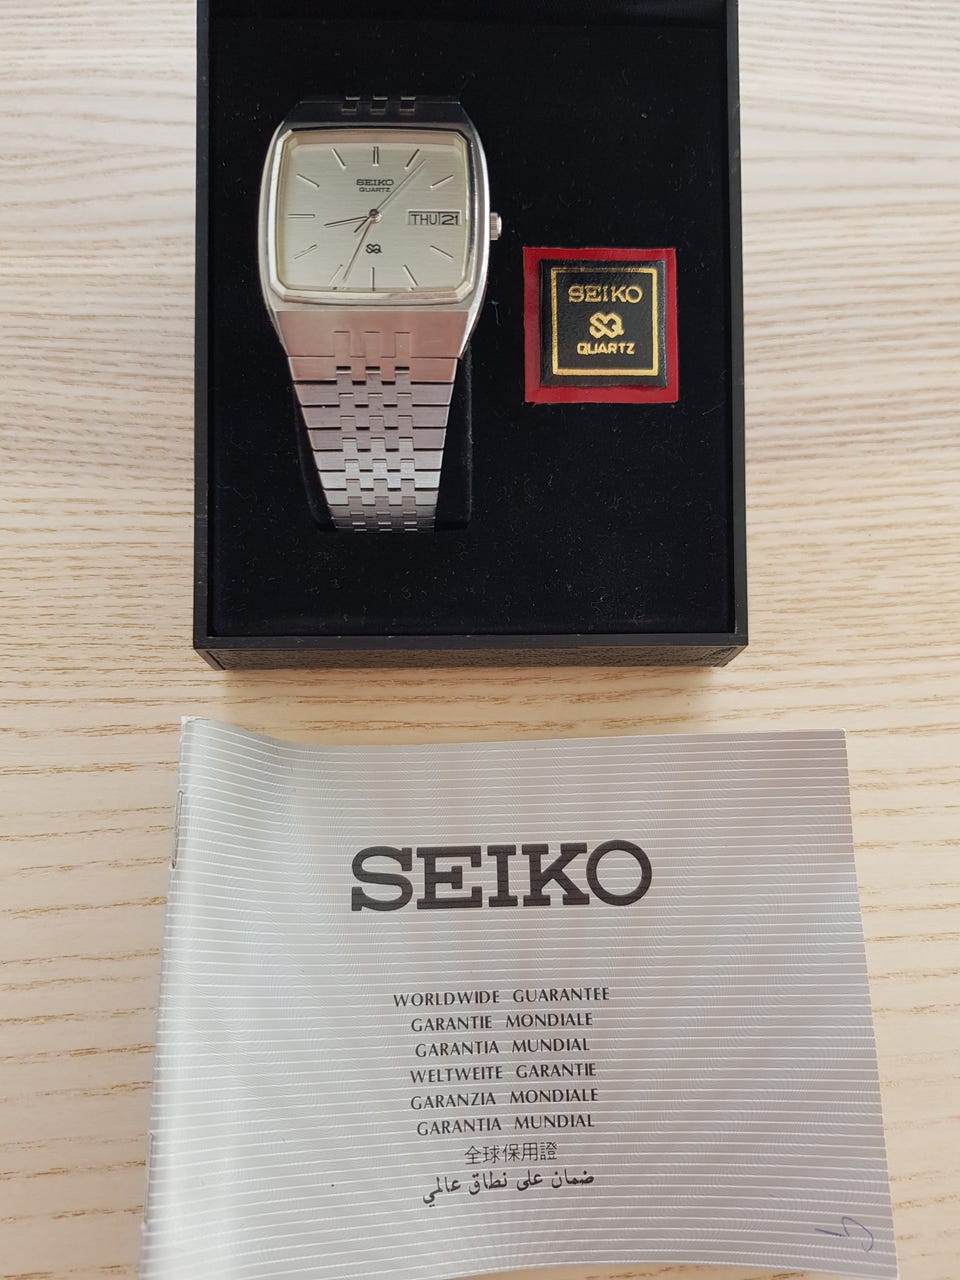 SEIKO
QUARTZ
THU 21
SQ
SEIKO
SQ
QUARTZ
SEIKO
WORLDWIDE GUARANTEE
GARANTIE MONDIALE
GARANTIA MUNDIAL
WELTWEITE GARANTIE
GARANZIA MONDIALE
GARANTIA MUNDIAL
全球保用證
ضمان على نطاق عالمي